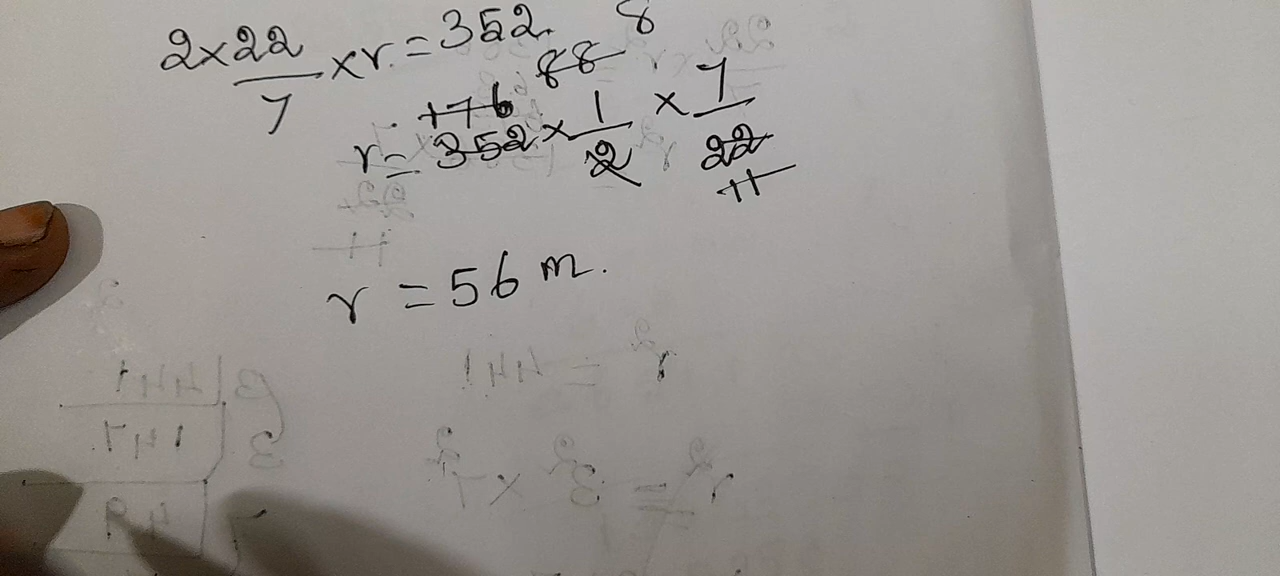 2×22/7 ×r. = 352.
176 88 8
r = 352 × 1/2 × 7/22
11
r = 56 m.